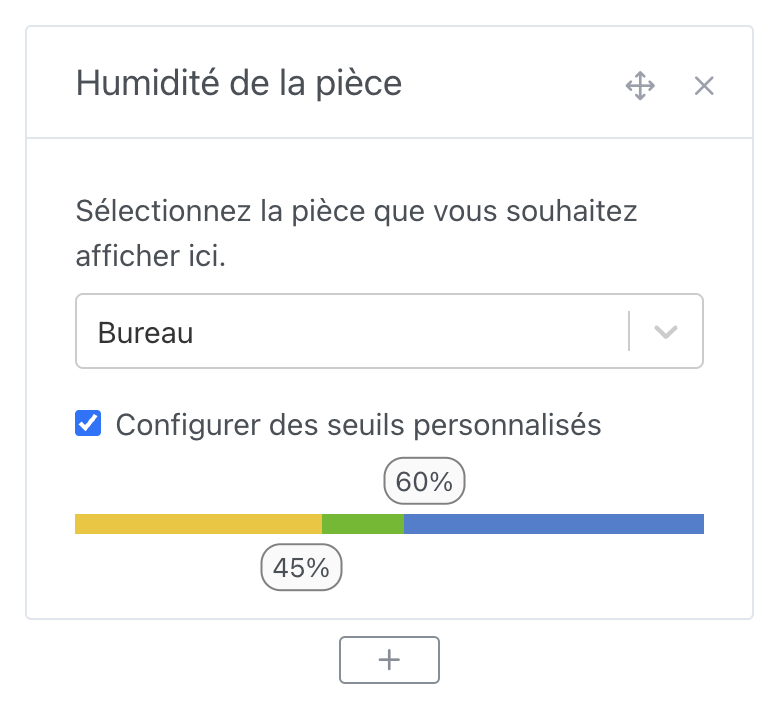 Humidité de la pièce
Sélectionnez la pièce que vous souhaitez
afficher ici.
Bureau
Configurer des seuils personnalisés
60%
45%